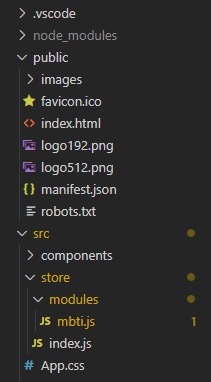 .vscode
node_modules
public
images
favicon.ico
index.html
logo192.png
logo512.png
manifest.json
robots.txt
src
components
store
modules
mbti.js 1
index.js
App.css